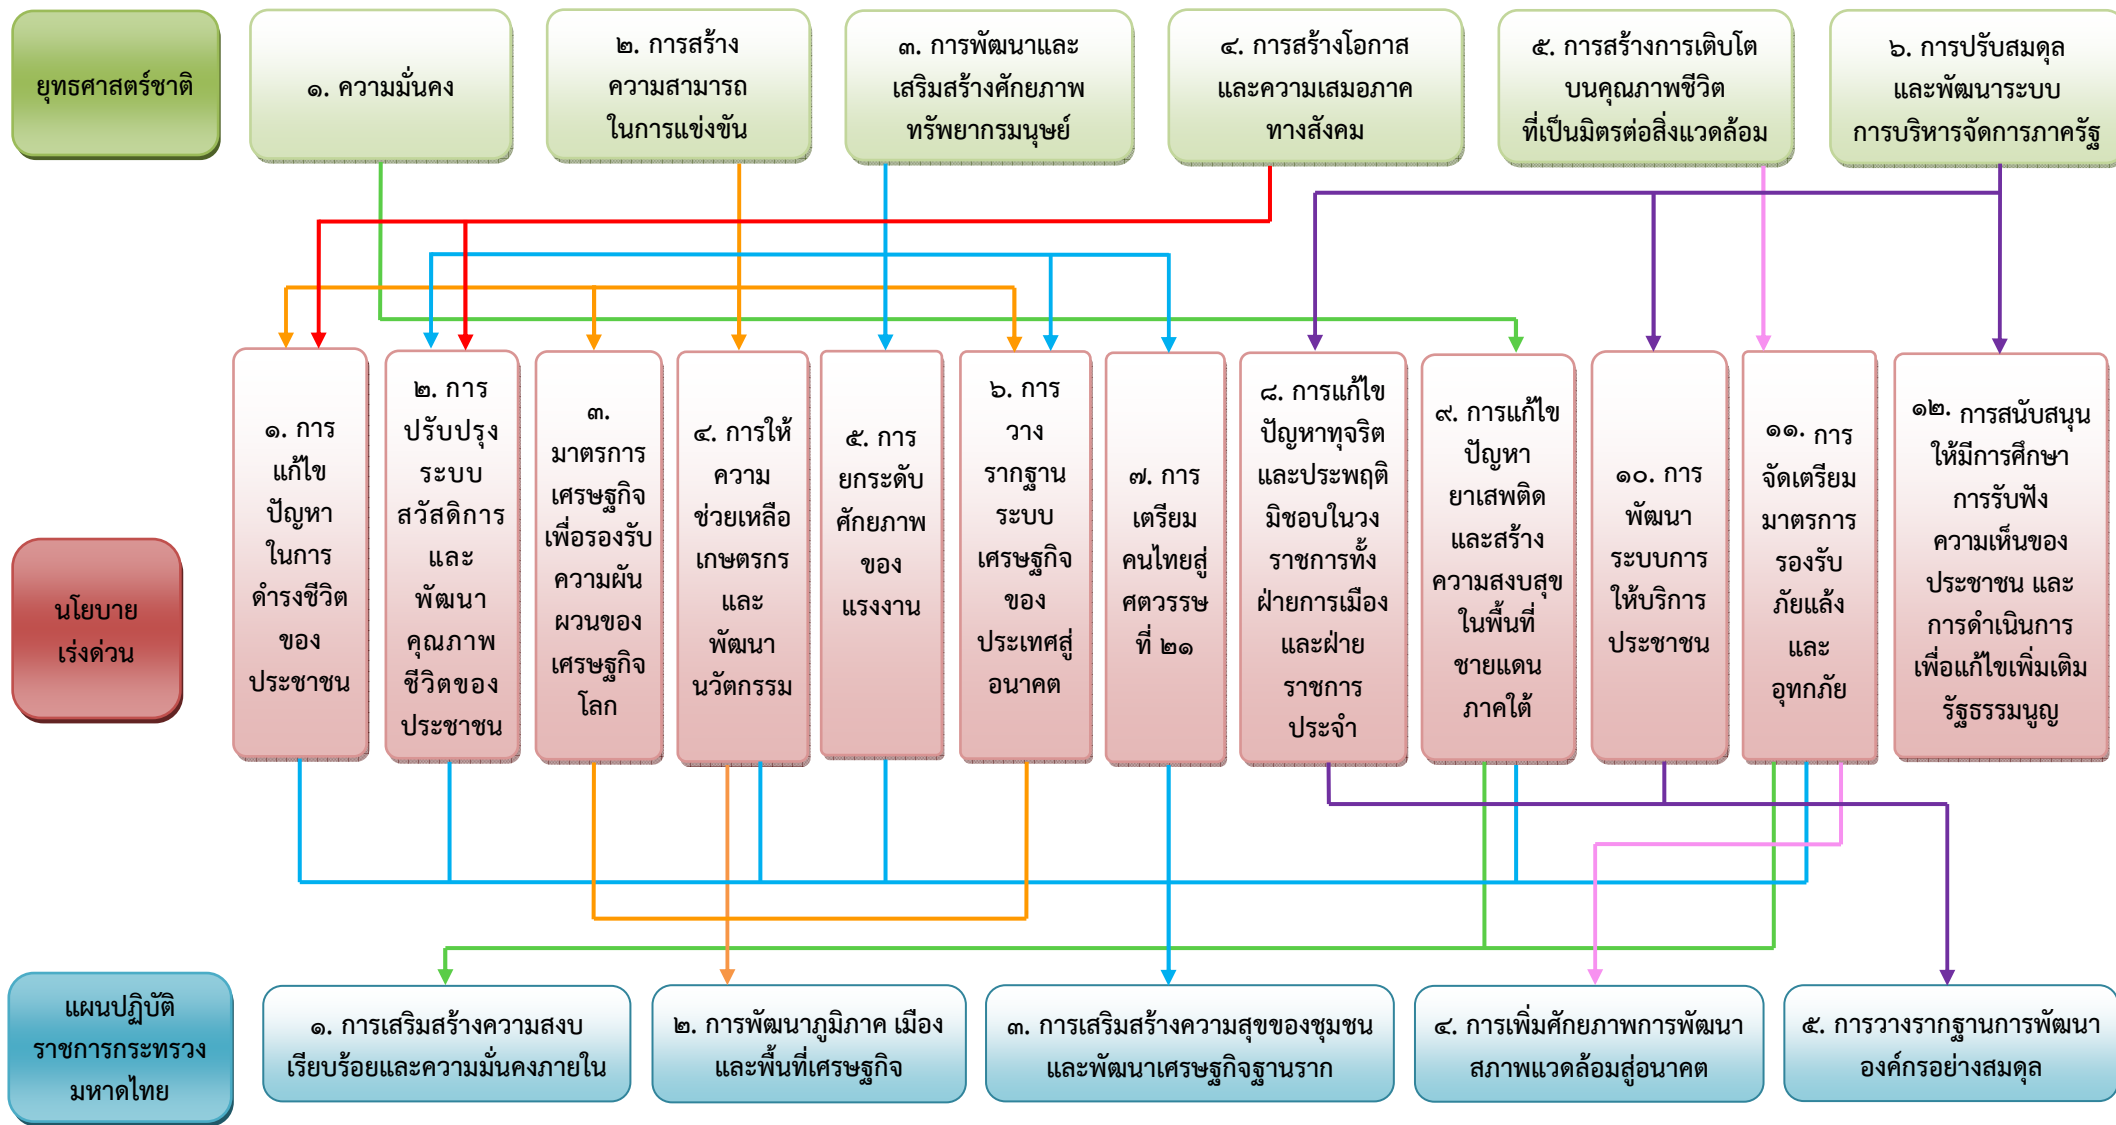 ยุทธศาสตร์ชาติ
๑. ความมั่นคง
๒. การสร้าง
ความสามารถ
ในการแข่งขัน
๓. การพัฒนาและ
เสริมสร้างศักยภาพ
ทรัพยากรมนุษย์
๔. การสร้างโอกาส
และความเสมอภาค
ทางสังคม
๕. การสร้างการเติบโต
บนคุณภาพชีวิต
ที่เป็นมิตรต่อสิ่งแวดล้อม
๖. การปรับสมดุล
และพัฒนาระบบ
การบริหารจัดการภาครัฐ
นโยบาย
เร่งด่วน
๑. การ
แก้ไข
ปัญหา
ในการ
ดำรงชีวิต
ของ
ประชาชน
๒. การ
ปรับปรุง
ระบบ
สวัสดิการ
และ
พัฒนา
คุณภาพ
ชีวิตของ
ประชาชน
๓.
มาตรการ
เศรษฐกิจ
เพื่อรองรับ
ความผัน
ผวนของ
เศรษฐกิจ
โลก
๔. การให้
ความ
ช่วยเหลือ
เกษตรกร
และ
พัฒนา
นวัตกรรม
๕. การ
ยกระดับ
ศักยภาพ
ของ
แรงงาน
๖. การ
วาง
รากฐาน
ระบบ
เศรษฐกิจ
ของ
ประเทศสู่
อนาคต
๗. การ
เตรียม
คนไทยสู่
ศตวรรษ
ที่ ๒๑
๘. การแก้ไข
ปัญหาทุจริต
และประพฤติ
มิชอบในวง
ราชการทั้ง
ฝ่ายการเมือง
และฝ่าย
ราชการ
ประจำ
๙. การแก้ไข
ปัญหา
ยาเสพติด
และสร้าง
ความสงบสุข
ในพื้นที่
ชายแดน
ภาคใต้
๑๐. การ
พัฒนา
ระบบการ
ให้บริการ
ประชาชน
๑๑. การ
จัดเตรียม
มาตรการ
รองรับ
ภัยแล้ง
และ
อุทกภัย
๑๒. การสนับสนุน
ให้มีการศึกษา
การรับฟัง
ความเห็นของ
ประชาชน และ
การดำเนินการ
เพื่อแก้ไขเพิ่มเติม
รัฐธรรมนูญ
แผนปฏิบัติ
ราชการกระทรวง
มหาดไทย
๑. การเสริมสร้างความสงบ
เรียบร้อยและความมั่นคงภายใน
๒. การพัฒนาภูมิภาค เมือง
และพื้นที่เศรษฐกิจ
๓. การเสริมสร้างความสุขของชุมชน
และพัฒนาเศรษฐกิจฐานราก
๔. การเพิ่มศักยภาพการพัฒนา
สภาพแวดล้อมสู่อนาคต
๕. การวางรากฐานการพัฒนา
องค์กรอย่างสมดุล